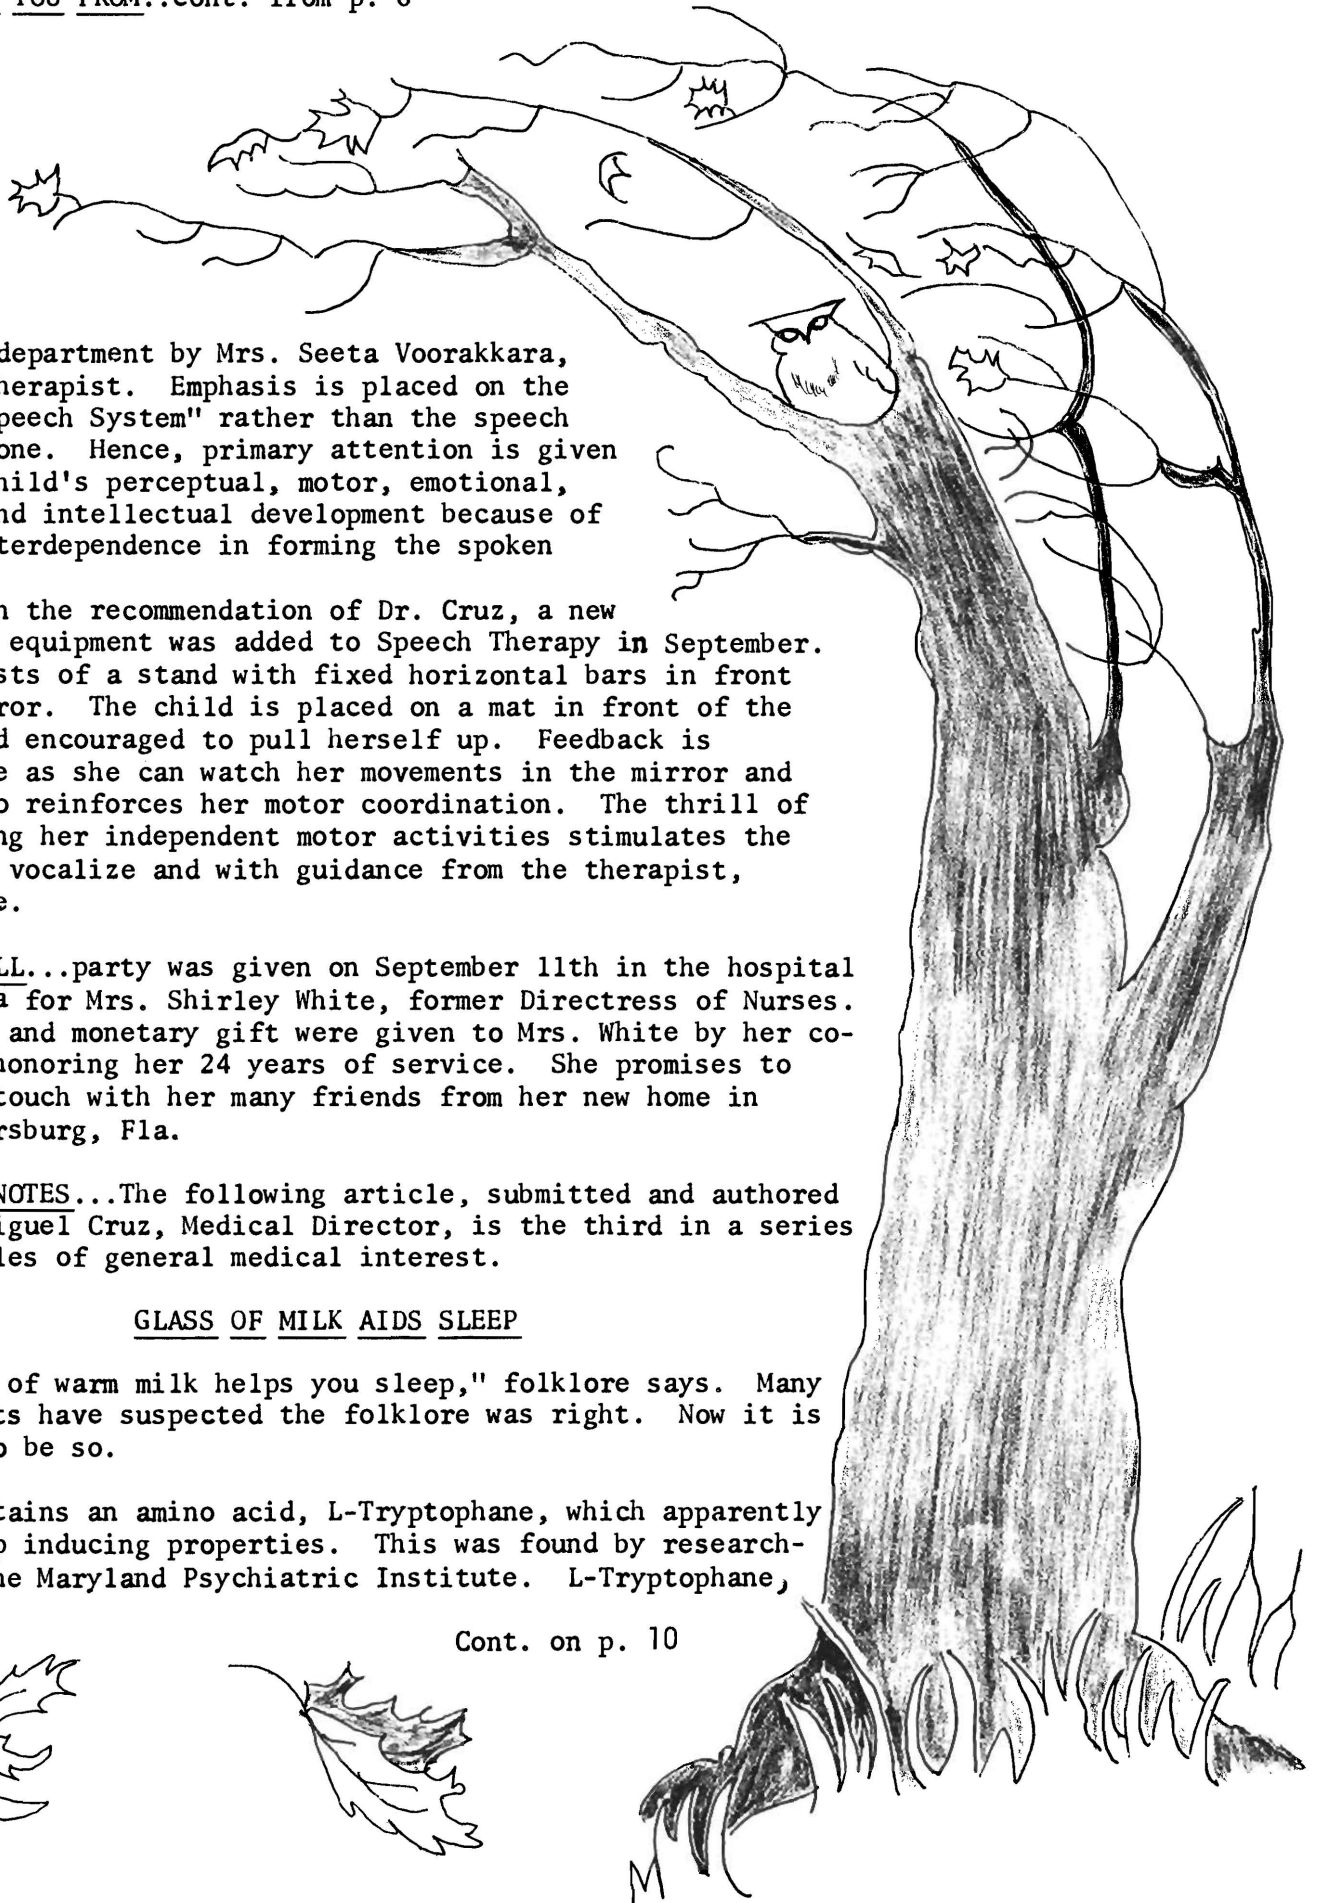 YOU FROM..cont. from p. 6
department by Mrs. Seeta Voorakkara,
herapist. Emphasis is placed on the
peech System" rather than the speech
one. Hence, primary attention is given
hild's perceptual, motor, emotional,
nd intellectual development because of
terdependence in forming the spoken
n the recommendation of Dr. Cruz, a new
equipment was added to Speech Therapy in September.
sts of a stand with fixed horizontal bars in front
ror. The child is placed on a mat in front of the
d encouraged to pull herself up. Feedback is
e as she can watch her movements in the mirror and
o reinforces her motor coordination. The thrill of
ng her independent motor activities stimulates the
vocalize and with guidance from the therapist,
e.
LL...party was given on September 11th in the hospital
a for Mrs. Shirley White, former Directress of Nurses.
and monetary gift were given to Mrs. White by her co-
honoring her 24 years of service. She promises to
touch with her many friends from her new home in
rsburg, Fla.
NOTES...The following article, submitted and authored
iguel Cruz, Medical Director, is the third in a series
les of general medical interest.
GLASS OF MILK AIDS SLEEP
of warm milk helps you sleep," folklore says. Many
ts have suspected the folklore was right. Now it is
o be so.
tains an amino acid, L-Tryptophane, which apparently
p inducing properties. This was found by research-
he Maryland Psychiatric Institute. L-Tryptophane,
Cont. on p. 10